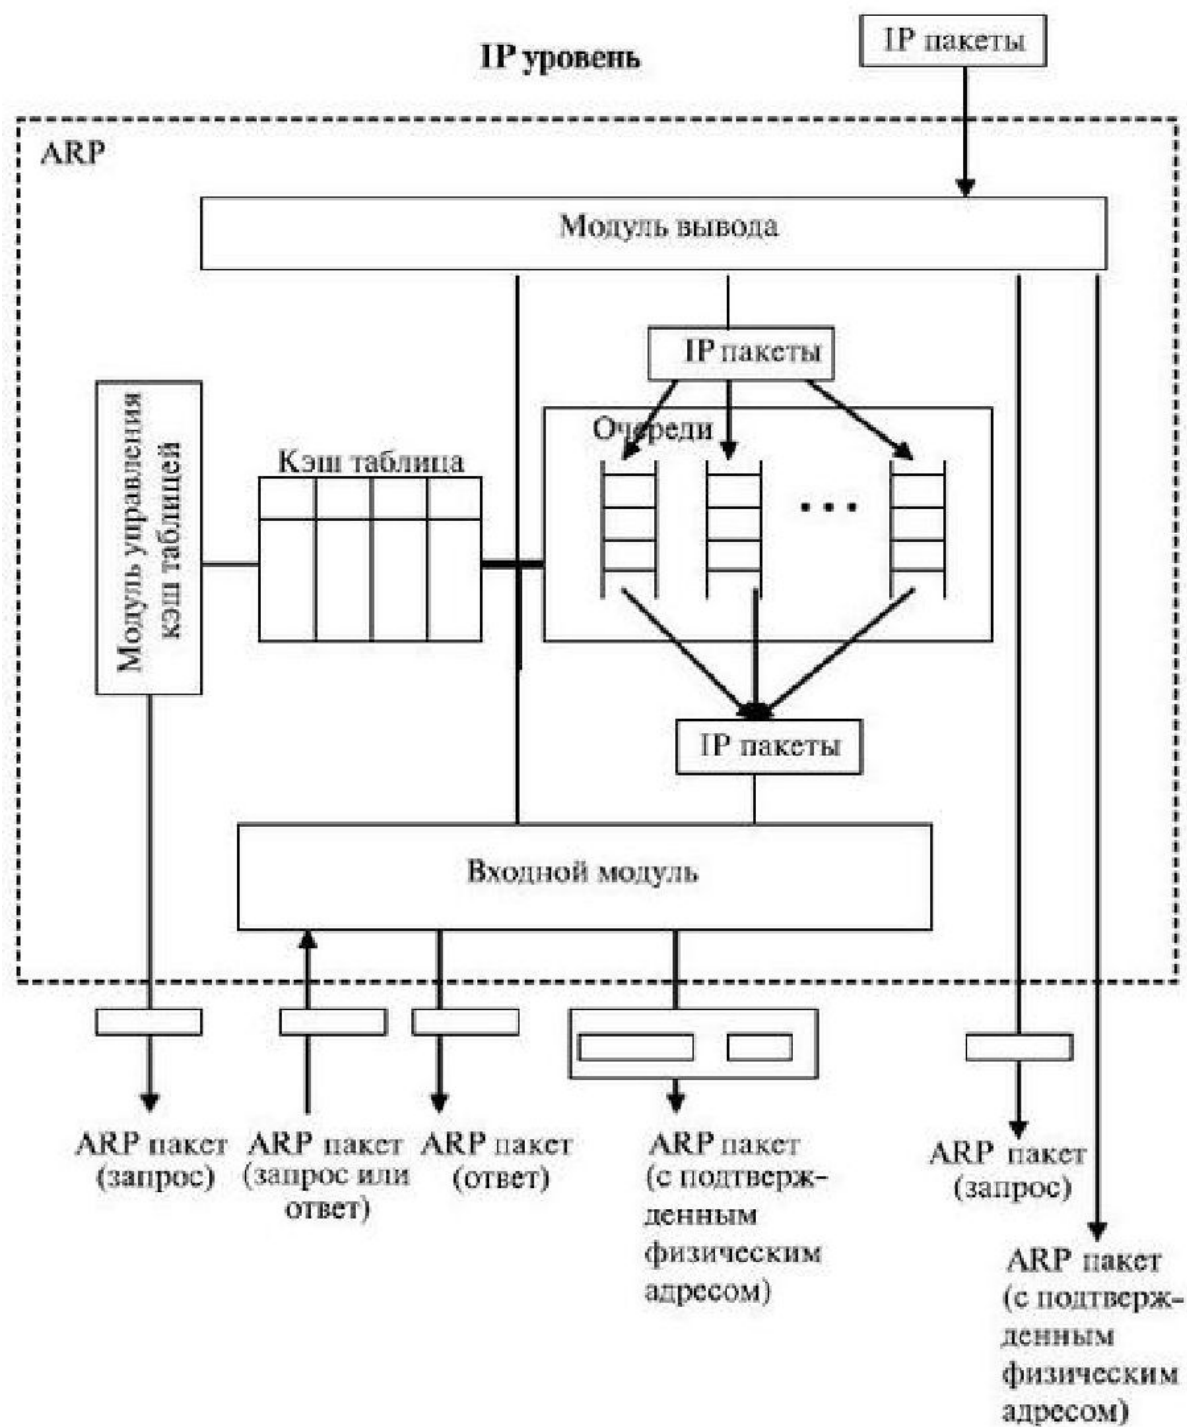 IP уровень
IP пакеты
ARP
Модуль вывода
IP пакеты
Очереди
Кэш таблица
Модуль управления
кэш таблицей
IP пакеты
Входной модуль
ARP пакет
(запрос)
ARP пакет
(запрос или
ответ)
ARP пакет
(ответ)
ARP пакет
(с подтверж-
денным
физическим
адресом)
ARP пакет
(запрос)
ARP пакет
(с подтверж-
денным
физическим
адресом)